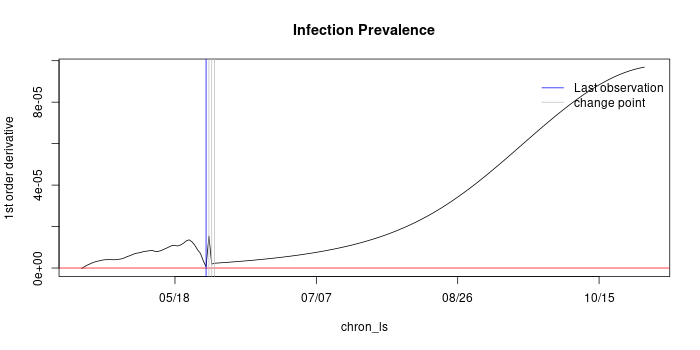 Infection Prevalence
1st order derivative
8e-05
4e-05
0e+00
Last observation
change point
05/18
07/07
08/26
10/15
chron_ls